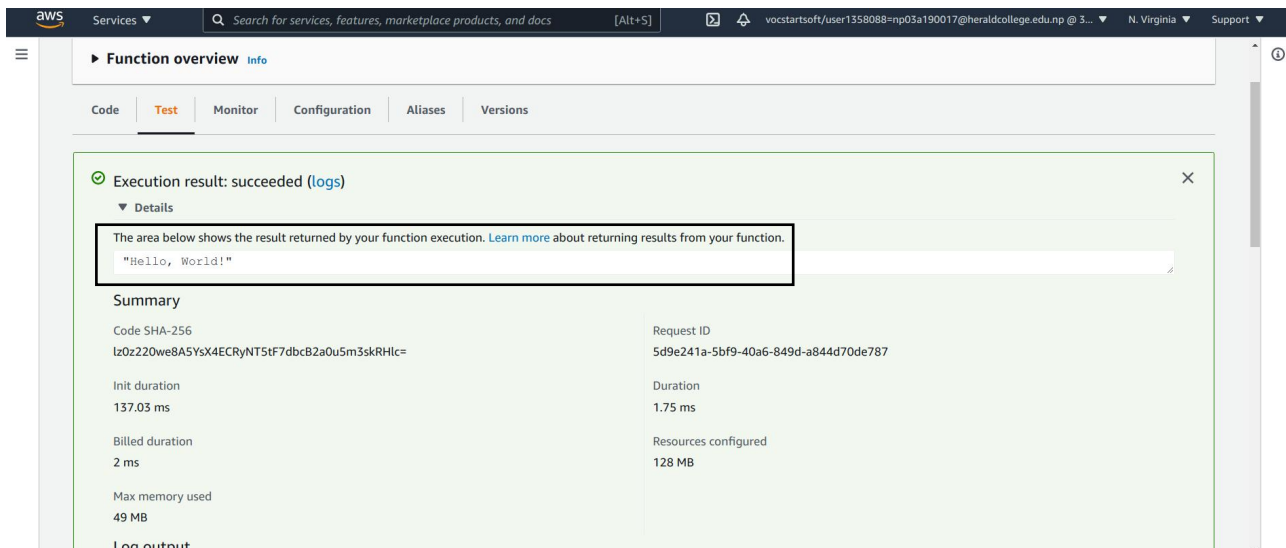 aws Services ▼ Search for services, features, marketplace products, and docs [Alt+S] vocstartsoft/user1358088=np03a190017@heraldcollege.edu.np @ 3... ▼ N. Virginia ▼ Support ▼
▶ Function overview Info
Code Test Monitor Configuration Aliases Versions
Execution result: succeeded (logs)
▼ Details
The area below shows the result returned by your function execution. Learn more about returning results from your function.
"Hello, World!"
Summary
Code SHA-256
lz0z220we8A5YsX4ECRyNT5tF7dbcB2a0u5m3skRHlc=
Request ID
5d9e241a-5bf9-40a6-849d-a844d70de787
Init duration
137.03 ms
Duration
1.75 ms
Billed duration
2 ms
Resources configured
128 MB
Max memory used
49 MB
Log output